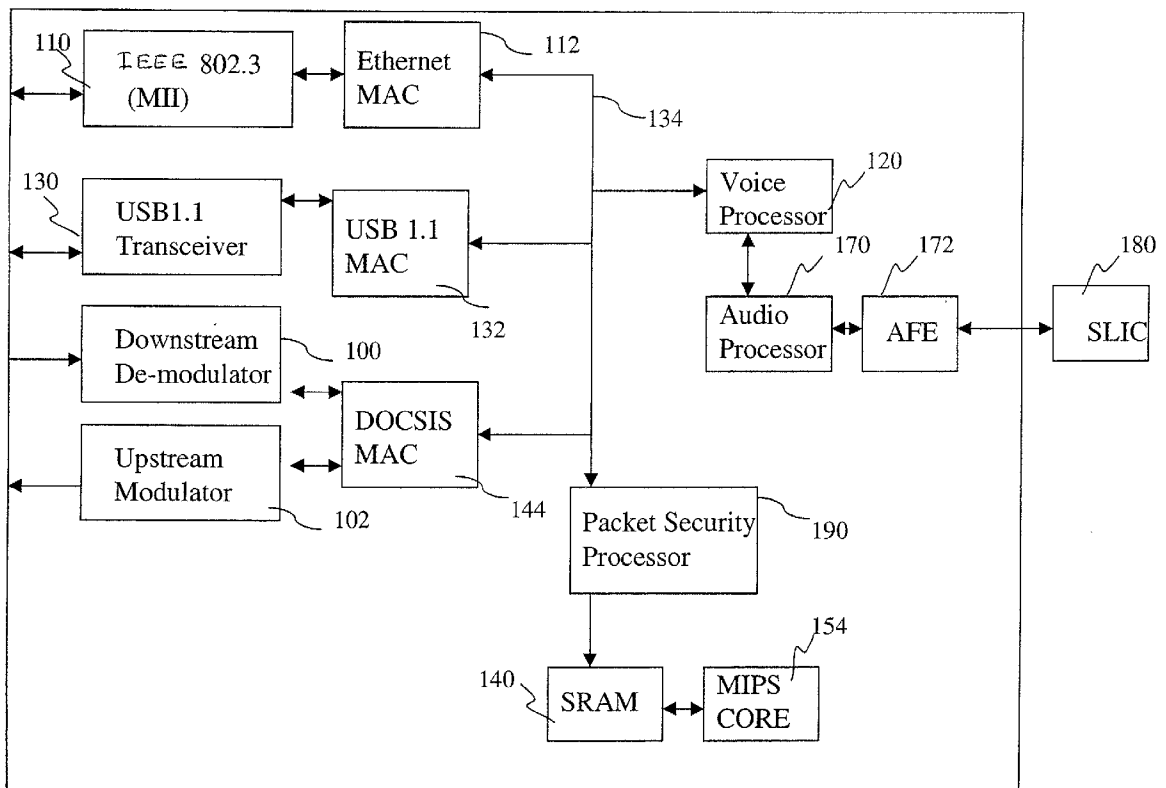 110
IEEE 802.3
(MII)
Ethernet
MAC
112
134
130
USB1.1
Transceiver
USB 1.1
MAC
132
Voice
Processor
120
170
172
180
Audio
Processor
AFE
SLIC
Downstream
De-modulator
100
DOCSIS
MAC
144
Upstream
Modulator
102
Packet Security
Processor
190
140
SRAM
MIPS
CORE
154